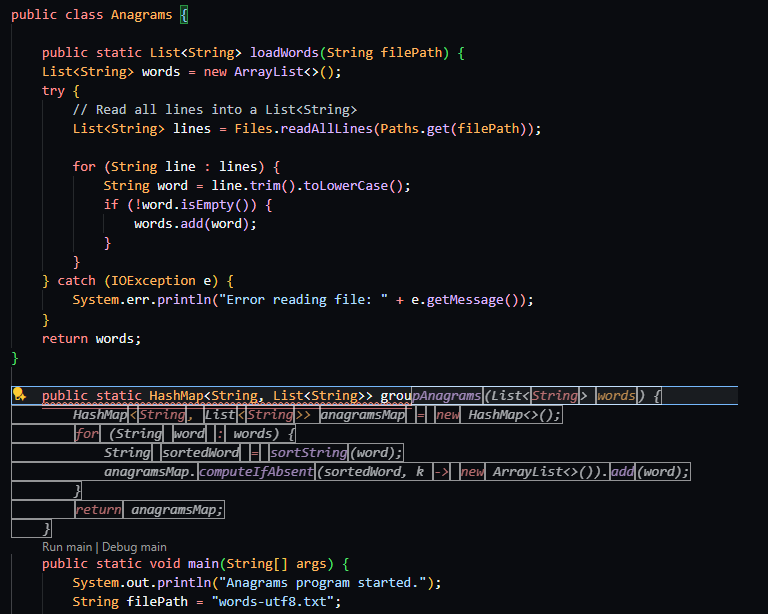 public class Anagrams {
public static List<String> loadWords(String filePath) {
List<String> words = new ArrayList<>();
try {
// Read all lines into a List<String>
List<String> lines = Files.readAllLines(Paths.get(filePath));
for (String line : lines) {
String word = line.trim().toLowerCase();
if (!word.isEmpty()) {
words.add(word);
}
}
} catch (IOException e) {
System.err.println("Error reading file: " + e.getMessage());
}
return words;
}
public static HashMap<String, List<String>> groupAnagrams(List<String> words) {
HashMap<String, List<String>> anagramsMap = new HashMap<>();
for (String word : words) {
String sortedWord = sortString(word);
anagramsMap.computeIfAbsent(sortedWord, k -> new ArrayList<>()).add(word);
}
return anagramsMap;
}
Run main | Debug main
public static void main(String[] args) {
System.out.println("Anagrams program started.");
String filePath = "words-utf8.txt";